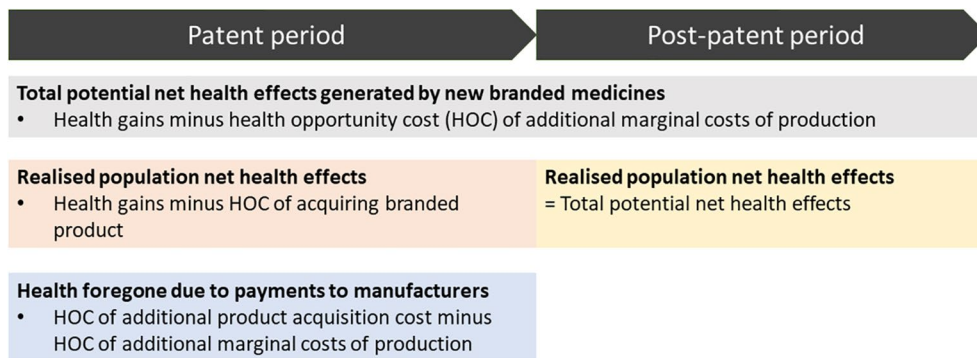 Patent period
Post-patent period
Total potential net health effects generated by new branded medicines
• Health gains minus health opportunity cost (HOC) of additional marginal costs of production
Realised population net health effects
• Health gains minus HOC of acquiring branded
product
Realised population net health effects
= Total potential net health effects
Health foregone due to payments to manufacturers
• HOC of additional product acquisition cost minus
HOC of additional marginal costs of production